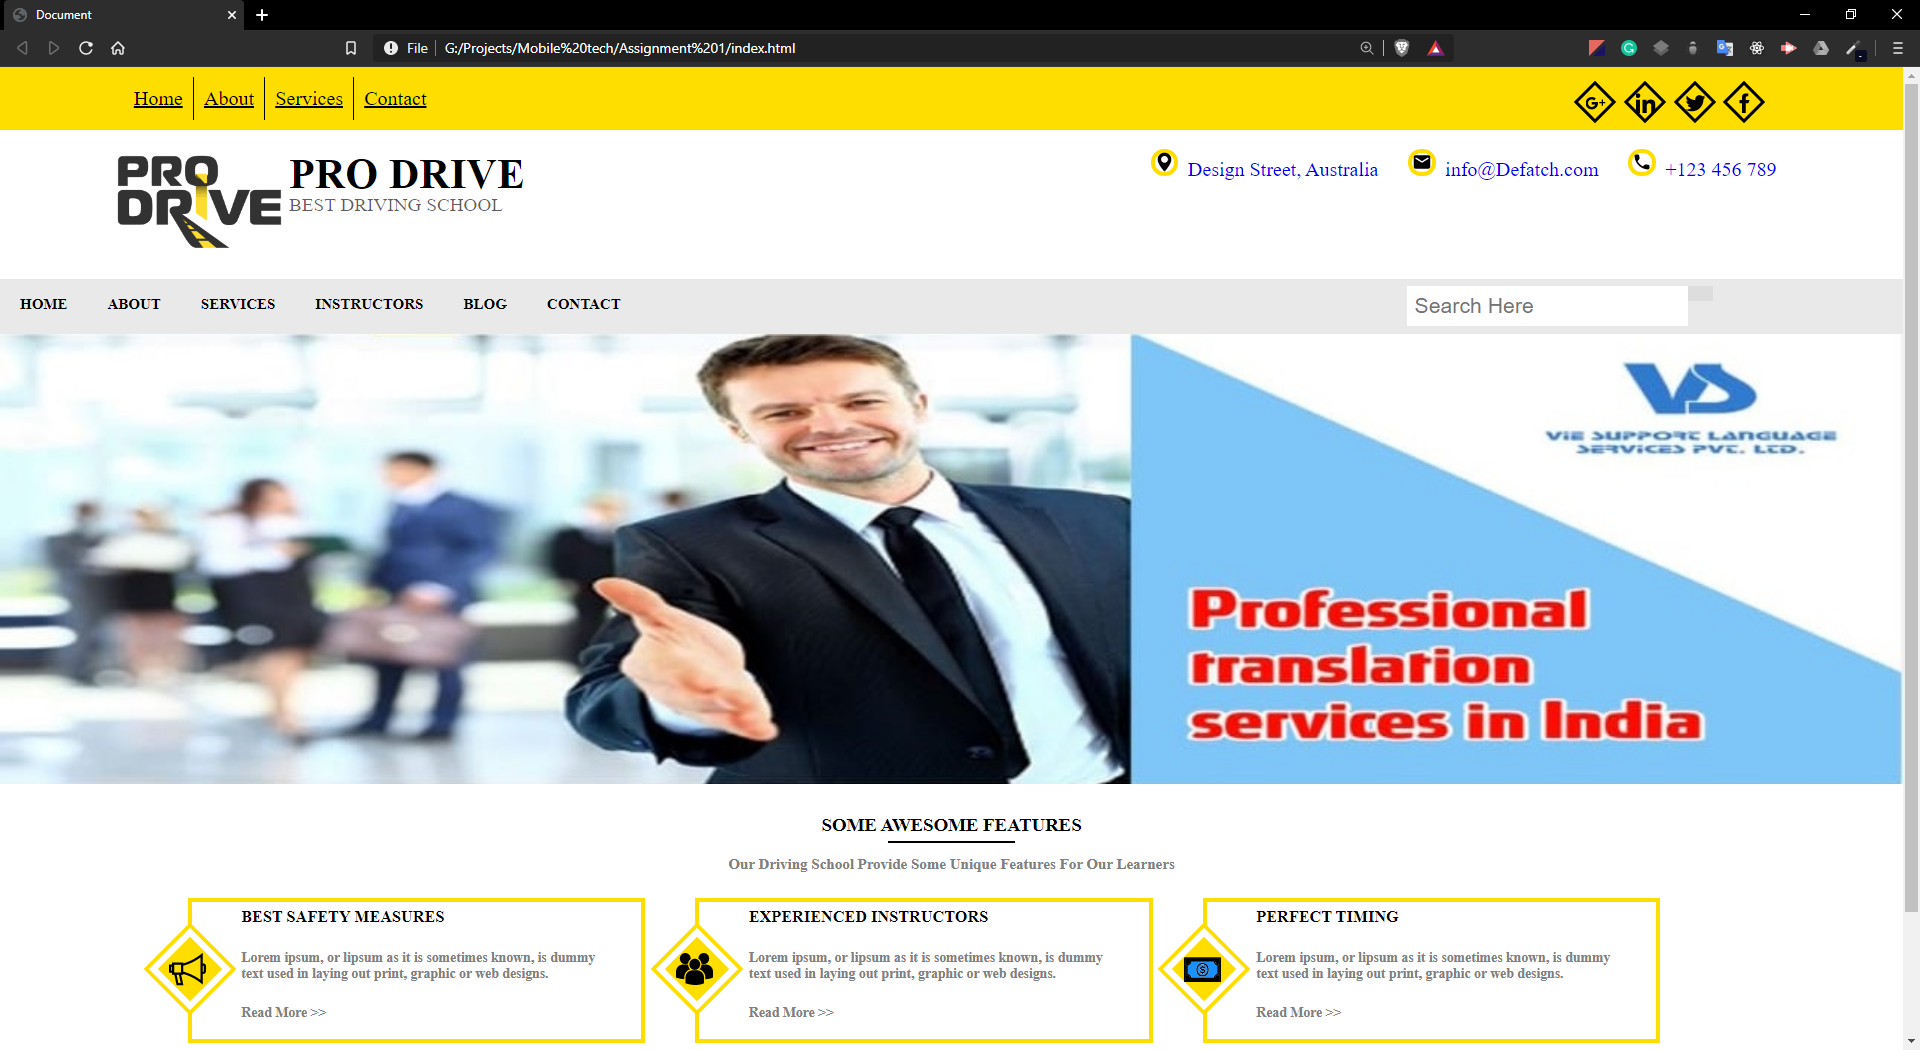 Document
File
G:/Projects/Mobile%20tech/Assignment%201/index.html
Home
About
Services
Contact
G+
in
f
PRO
DRIVE
PRO DRIVE
BEST DRIVING SCHOOL
Design Street, Australia
info@Defatch.com
+123 456 789
HOME
ABOUT
SERVICES
INSTRUCTORS
BLOG
CONTACT
Search Here
VS
VIE SUPPORT LANGUAGE
SERVICES PVT. LTD.
Professional
translation
services in India
SOME AWESOME FEATURES
Our Driving School Provide Some Unique Features For Our Learners
BEST SAFETY MEASURES
Lorem ipsum, or lipsum as it is sometimes known, is dummy
text used in laying out print, graphic or web designs.
Read More >>
EXPERIENCED INSTRUCTORS
Lorem ipsum, or lipsum as it is sometimes known, is dummy
text used in laying out print, graphic or web designs.
Read More >>
PERFECT TIMING
Lorem ipsum, or lipsum as it is sometimes known, is dummy
text used in laying out print, graphic or web designs.
Read More >>